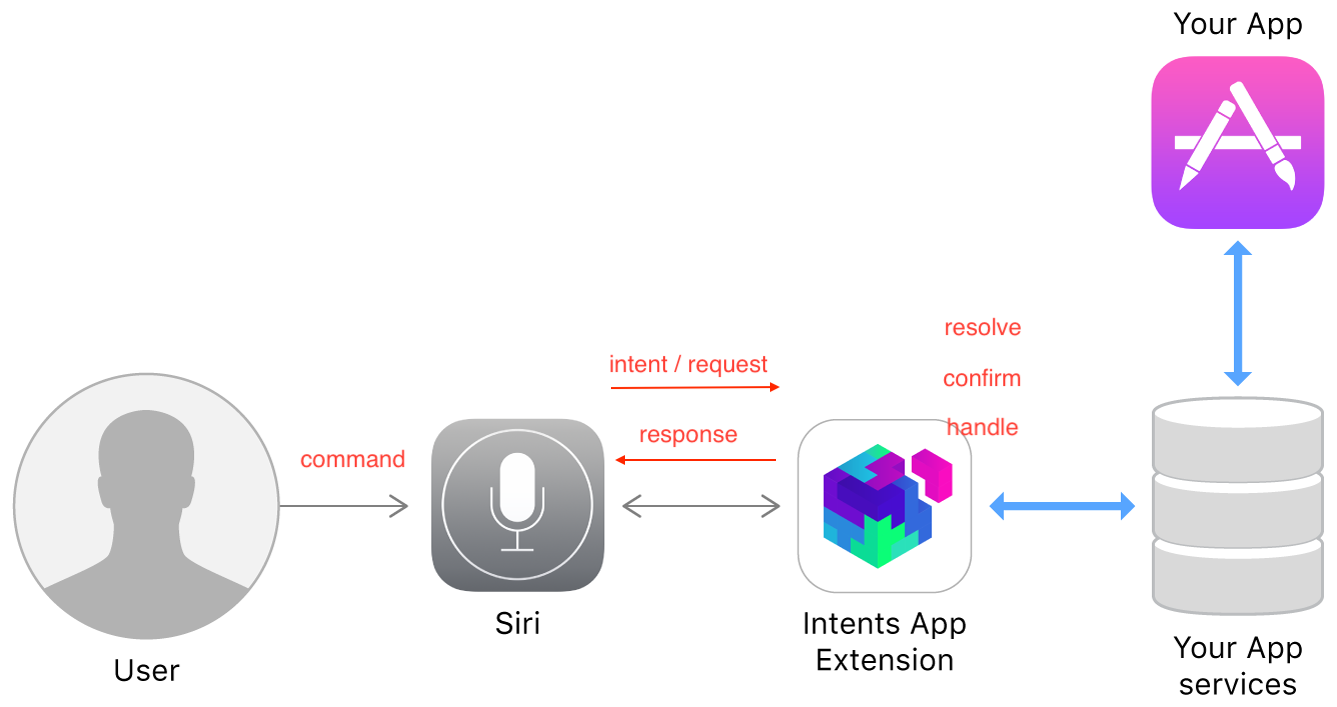 Your App
resolve
intent / request
confirm
handle
response
command
Siri
Intents App
Extension
Your App
services
User